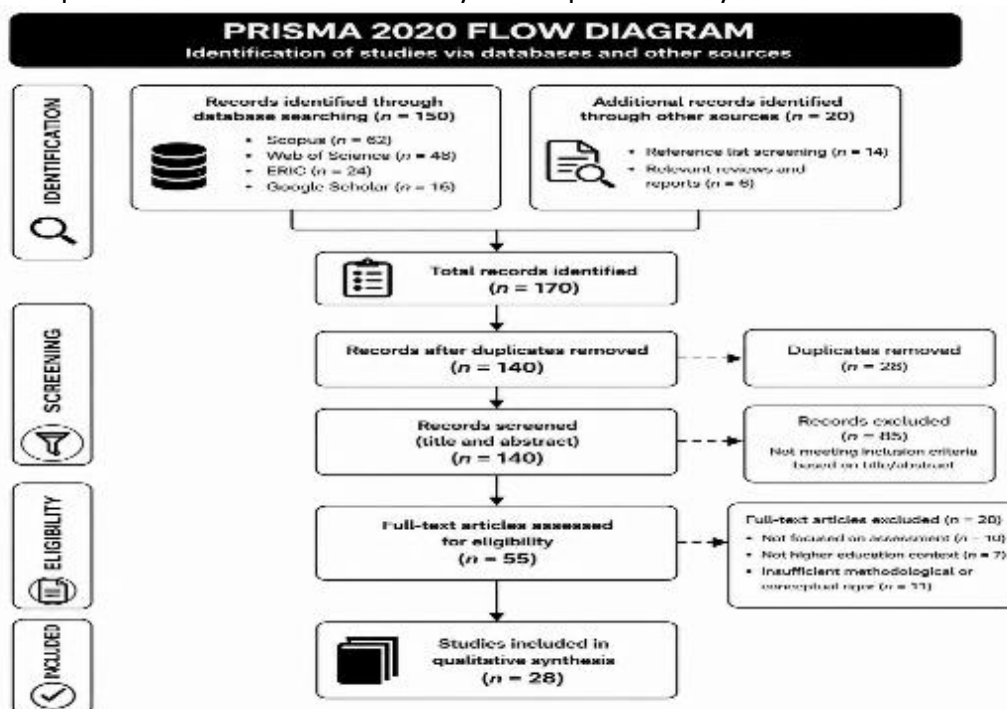 PRISMA 2020 FLOW DIAGRAM
Identification of studies via databases and other sources
IDENTIFICATION
Records identified through
database searching (n = 150)
• Scopus (n = 62)
• Web of Science (n = 48)
• ERIC (n = 24)
• Google Scholar (n = 16)
Additional records identified
through other sources (n = 20)
• Reference list screening (n = 14)
• Relevant reviews and
reports (n = 6)
Total records identified
(n = 170)
SCREENING
Records after duplicates removed
(n = 140)
Duplicates removed
(n = 28)
Records screened
(title and abstract)
(n = 140)
Records excluded
(n = 85)
Not meeting inclusion criteria
based on title/abstract
ELIGIBILITY
Full-text articles assessed
for eligibility
(n = 55)
Full-text articles excluded (n = 28)
• Not focused on assessment (n = 10)
• Not higher education context (n = 7)
• Insufficient methodological or
conceptual rigor (n = 11)
INCLUDED
Studies included in
qualitative synthesis
(n = 28)